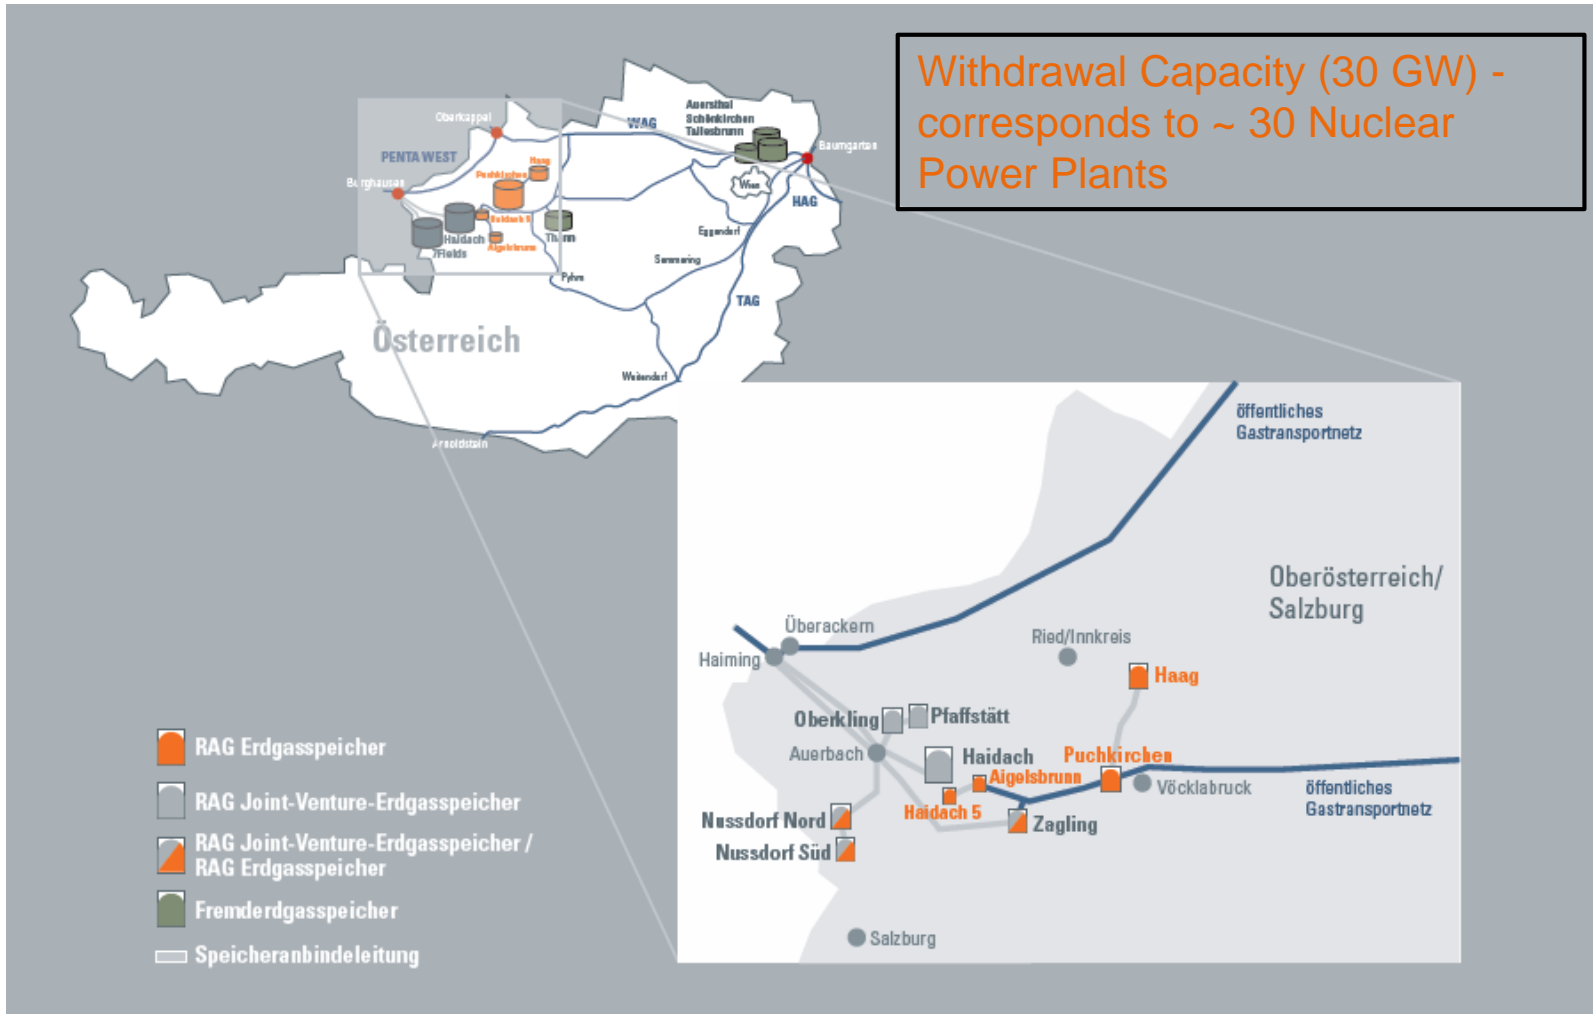 Withdrawal Capacity (30 GW) -
corresponds to ~ 30 Nuclear
Power Plants
Oberkappel
WAG
Auersthal
Schönkirchen
Tallesbrunn
Baumgarten
PENTA WEST
Haag
Puchkirchen
Burghausen
Wien
HAG
Haidach 5
Haidach
7Fields
Aigelsbrunn
Thann
Eggendorf
Semmering
Pyhrn
TAG
Österreich
Weitendorf
Arnoldstein
öffentliches
Gastransportnetz
Oberösterreich/
Salzburg
Überackern
Haiming
Ried/Innkreis
Haag
Oberkling
Pfaffstätt
Auerbach
Haidach
Puchkirchen
Aigelsbrunn
Vöcklabruck
öffentliches
Gastransportnetz
Haidach 5
Nussdorf Nord
Zagling
Nussdorf Süd
Salzburg
RAG Erdgasspeicher
RAG Joint-Venture-Erdgasspeicher
RAG Joint-Venture-Erdgasspeicher /
RAG Erdgasspeicher
Fremderdgasspeicher
Speicheranbindeleitung